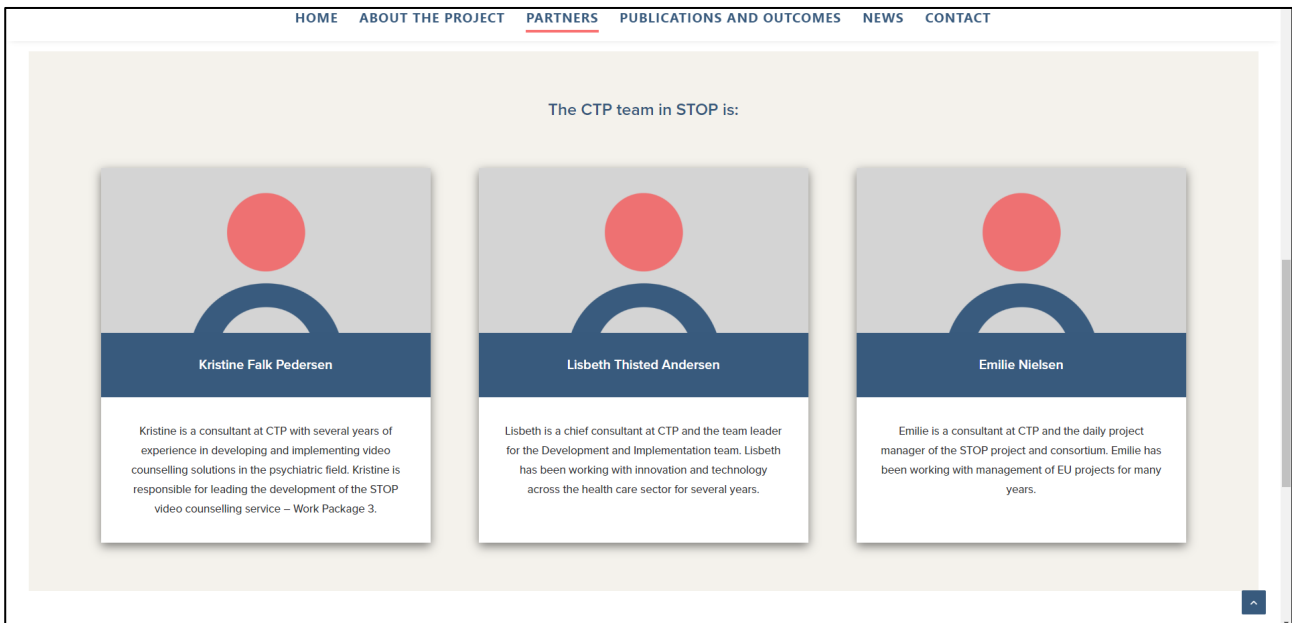 HOME ABOUT THE PROJECT PARTNERS PUBLICATIONS AND OUTCOMES NEWS CONTACT
The CTP team in STOP is:
Kristine Falk Pedersen
Kristine is a consultant at CTP with several years of
experience in developing and implementing video
counselling solutions in the psychiatric field. Kristine is
responsible for leading the development of the STOP
video counselling service – Work Package 3.
Lisbeth Thisted Andersen
Lisbeth is a chief consultant at CTP and the team leader
for the Development and Implementation team. Lisbeth
has been working with innovation and technology
across the health care sector for several years.
Emilie Nielsen
Emilie is a consultant at CTP and the daily project
manager of the STOP project and consortium. Emilie has
been working with management of EU projects for many
years.